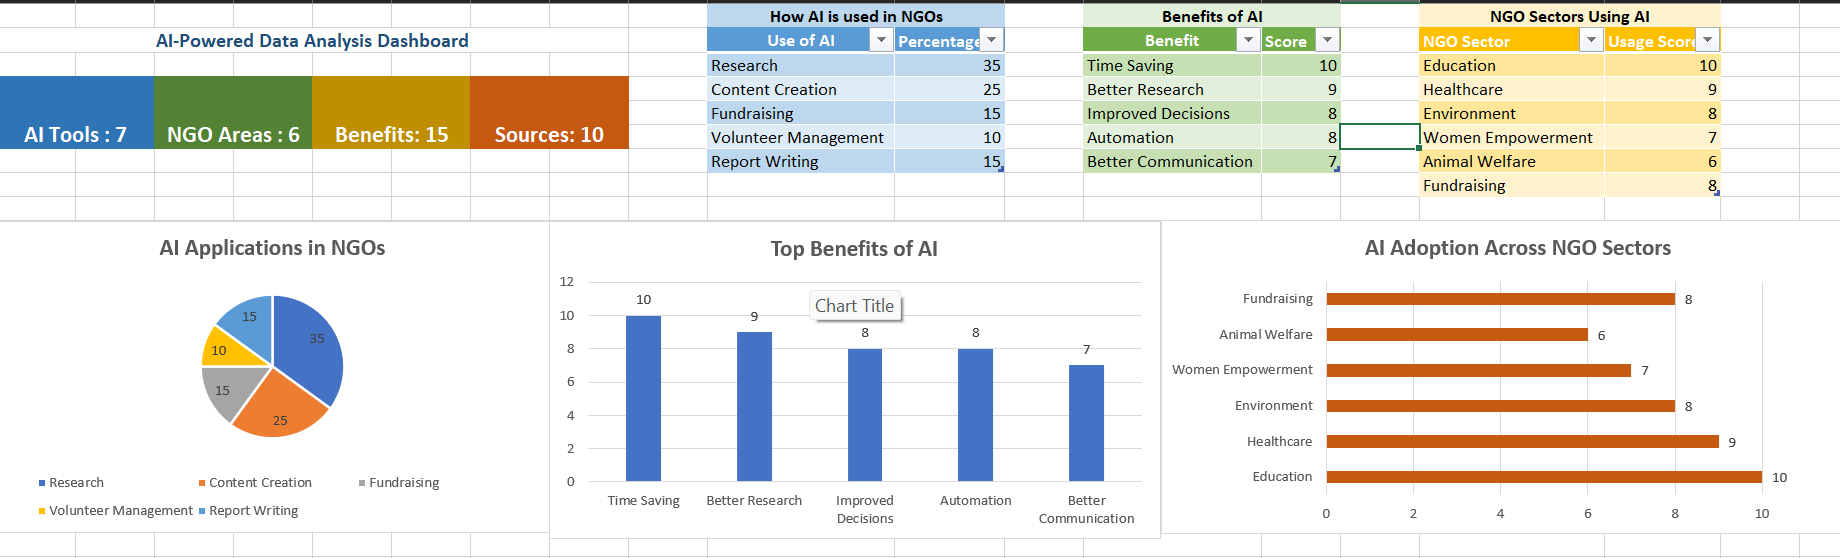 AI-Powered Data Analysis Dashboard
AI Tools : 7
NGO Areas : 6
Benefits: 15
Sources: 10
How AI is used in NGOs
Use of AI Percentage
Research 35
Content Creation 25
Fundraising 15
Volunteer Management 10
Report Writing 15
Benefits of AI
Benefit Score
Time Saving 10
Better Research 9
Improved Decisions 8
Automation 8
Better Communication 7
NGO Sectors Using AI
NGO Sector Usage Score
Education 10
Healthcare 9
Environment 8
Women Empowerment 7
Animal Welfare 6
Fundraising 8
AI Applications in NGOs
15
35
10
15
25
Research Content Creation Fundraising
Volunteer Management Report Writing
Top Benefits of AI
Chart Title
12
10
8
6
4
2
0
10
9
8
8
7
Time Saving
Better Research
Improved
Decisions
Automation
Better
Communication
AI Adoption Across NGO Sectors
Fundraising 8
Animal Welfare 6
Women Empowerment 7
Environment 8
Healthcare 9
Education 10
0 2 4 6 8 10